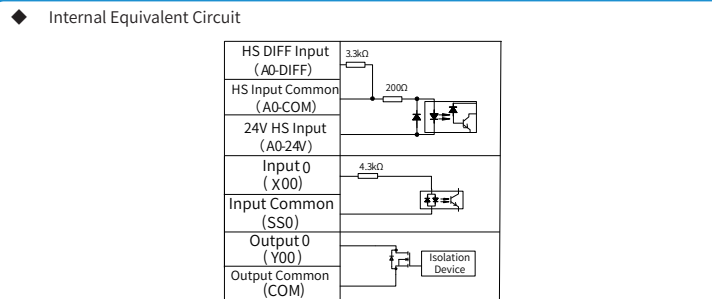 ◆ Internal Equivalent Circuit
HS DIFF Input
(A0-DIFF)
3.3kΩ
HS Input Common
(A0-COM)
200Ω
24V HS Input
(A0-24V)
Input 0
(X00)
4.3kΩ
Input Common
(SS0)
Output 0
(Y00)
Isolation
Device
Output Common
(COM)